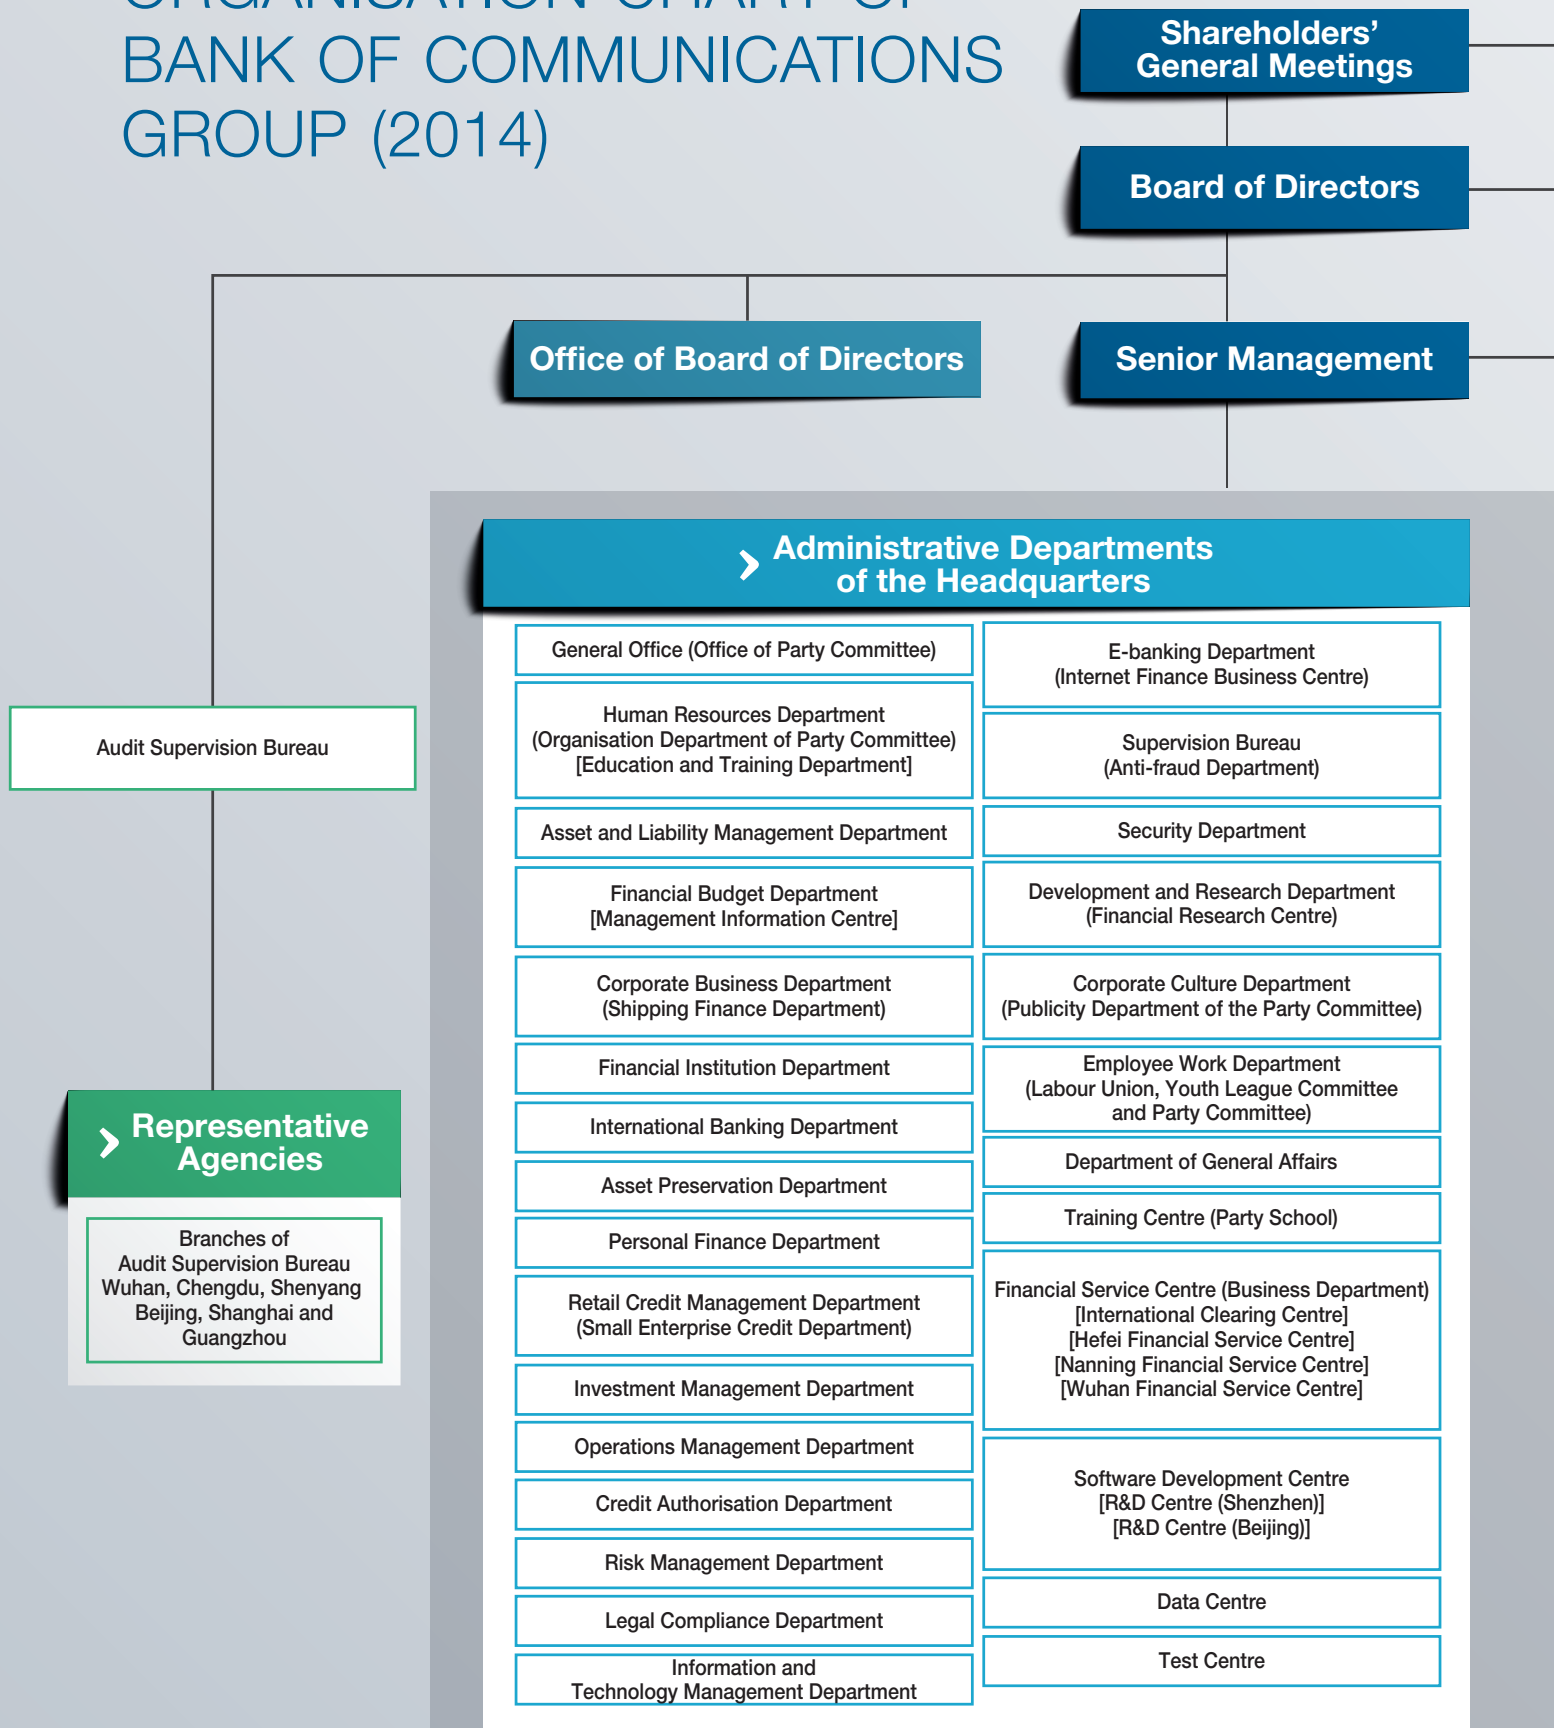 ORGANISATION CHART OF
BANK OF COMMUNICATIONS
GROUP (2014)
Shareholders'
General Meetings
Board of Directors
Office of Board of Directors
Senior Management
Audit Supervision Bureau
Representative
Agencies
Branches of
Audit Supervision Bureau
Wuhan, Chengdu, Shenyang
Beijing, Shanghai and
Guangzhou
Administrative Departments
of the Headquarters
General Office (Office of Party Committee)
Human Resources Department
(Organisation Department of Party Committee)
[Education and Training Department]
Asset and Liability Management Department
Financial Budget Department
[Management Information Centre]
Corporate Business Department
(Shipping Finance Department)
Financial Institution Department
International Banking Department
Asset Preservation Department
Personal Finance Department
Retail Credit Management Department
(Small Enterprise Credit Department)
Investment Management Department
Operations Management Department
Credit Authorisation Department
Risk Management Department
Legal Compliance Department
Information and
Technology Management Department
E-banking Department
(Internet Finance Business Centre)
Supervision Bureau
(Anti-fraud Department)
Security Department
Development and Research Department
(Financial Research Centre)
Corporate Culture Department
(Publicity Department of the Party Committee)
Employee Work Department
(Labour Union, Youth League Committee
and Party Committee)
Department of General Affairs
Training Centre (Party School)
Financial Service Centre (Business Department)
[International Clearing Centre]
[Hefei Financial Service Centre]
[Nanning Financial Service Centre]
[Wuhan Financial Service Centre]
Software Development Centre
[R&D Centre (Shenzhen)]
[R&D Centre (Beijing)]
Data Centre
Test Centre